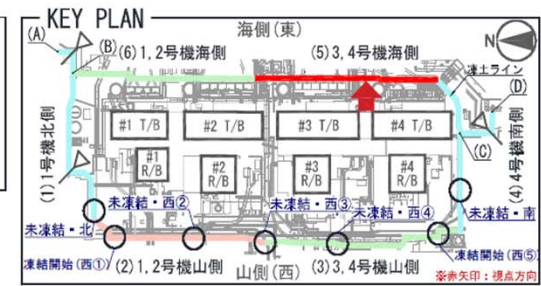 KEY PLAN
海側(東)
N
(A)
(B)
(6)1,2号機海側
(5)3,4号機海側
凍土ライン
(D)
(1)1号機北側
#1 T/B
#2 T/B
#3 T/B
#4 T/B
(C)
(4)4号機南側
#1
R/B
#2
R/B
#3
R/B
#4
R/B
未凍結・西②
未凍結・西③
未凍結・西④
未凍結・南
未凍結・北
凍結開始(西①)
(2)1,2号機山側
山側(西)
(3)3,4号機山側
凍結開始(西⑤)
※赤矢印:視点方向